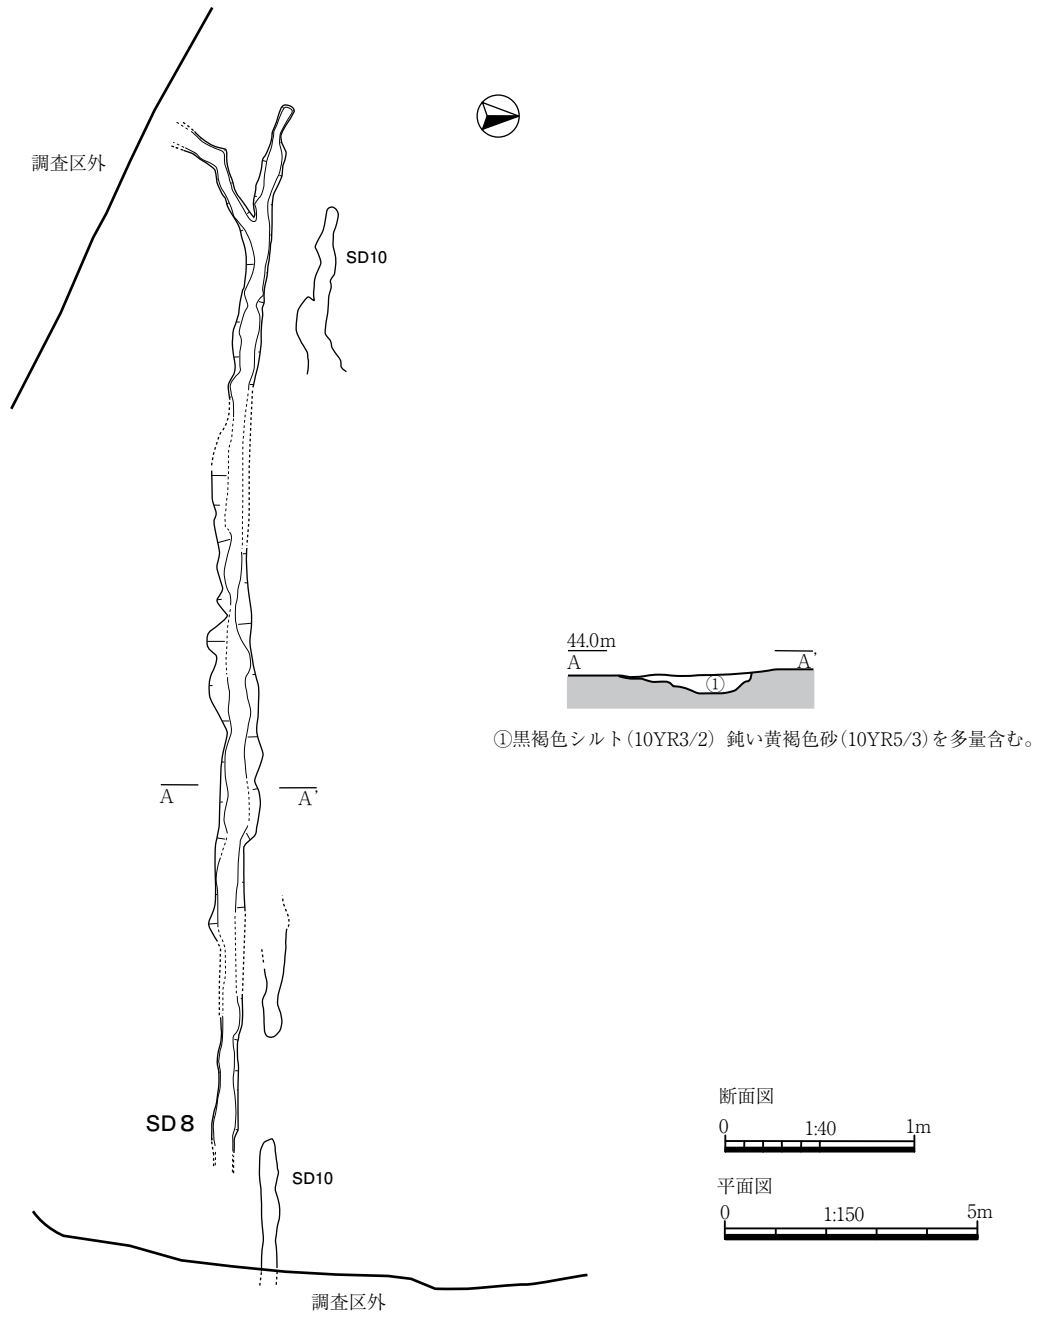 調査区外
SD10
44.0m
A A’
①
①黒褐色シルト(10YR3/2) 鈍い黄褐色砂(10YR5/3)を多量含む。
A A’
断面図
0 1:40 1m
SD8
SD10
平面図
0 1:150 5m
調査区外